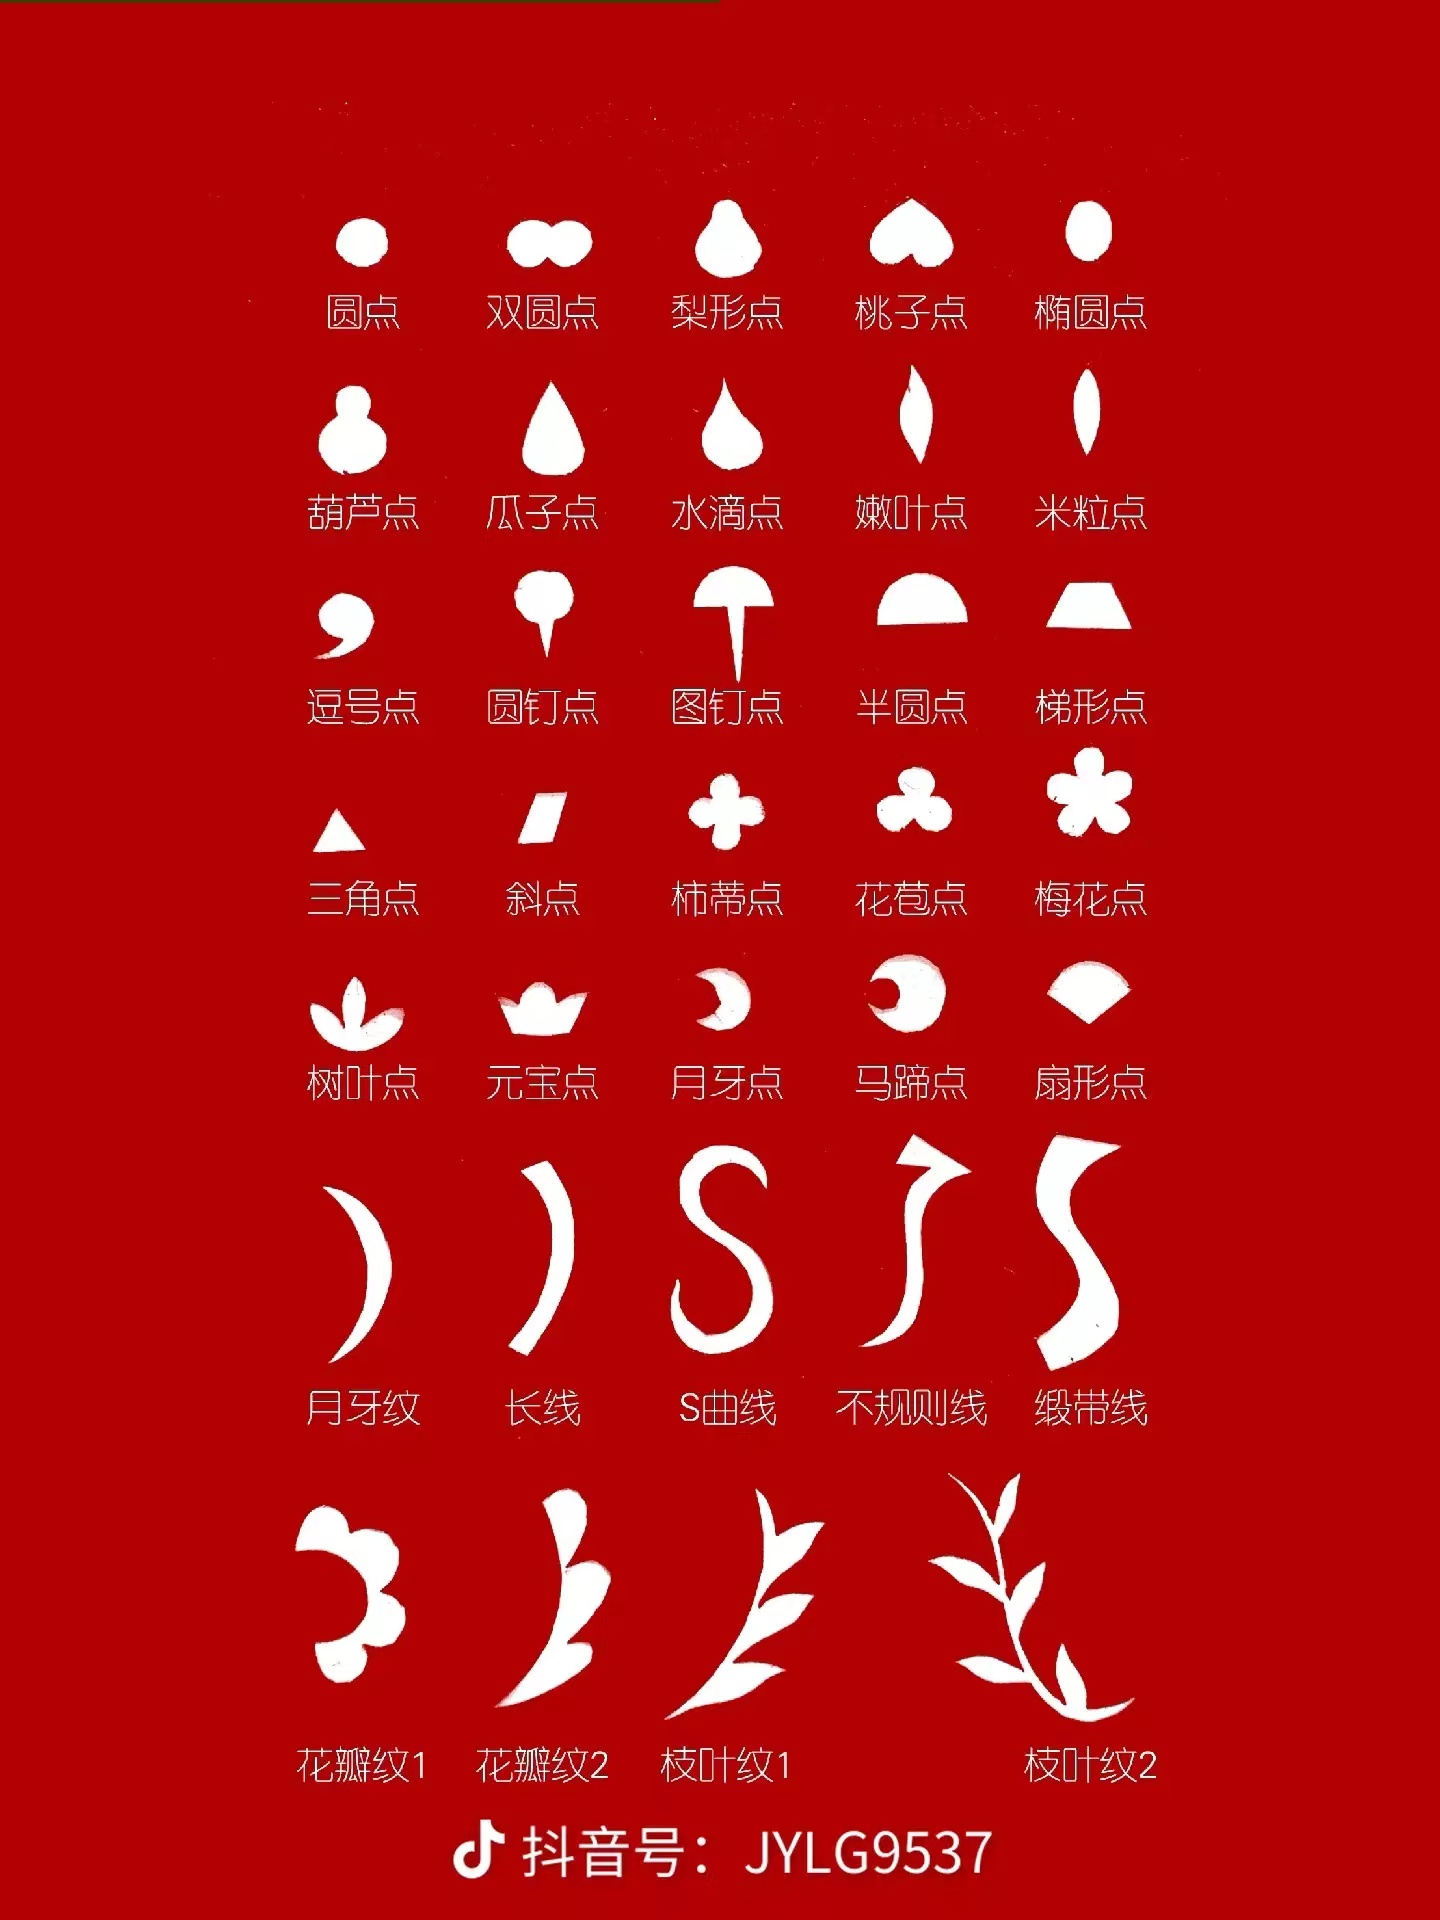 圆点 双圆点 梨形点 桃子点 椭圆点
葫芦点 瓜子点 水滴点 嫩叶点 米粒点
逗号点 圆钉点 图钉点 半圆点 梯形点
三角点 斜点 柿蒂点 花苞点 梅花点
树叶点 元宝点 月牙点 马蹄点 扇形点
月牙纹 长线 S曲线 不规则线 缎带线
花瓣纹1 花瓣纹2 枝叶纹1 枝叶纹2
抖音号：JYLG9537